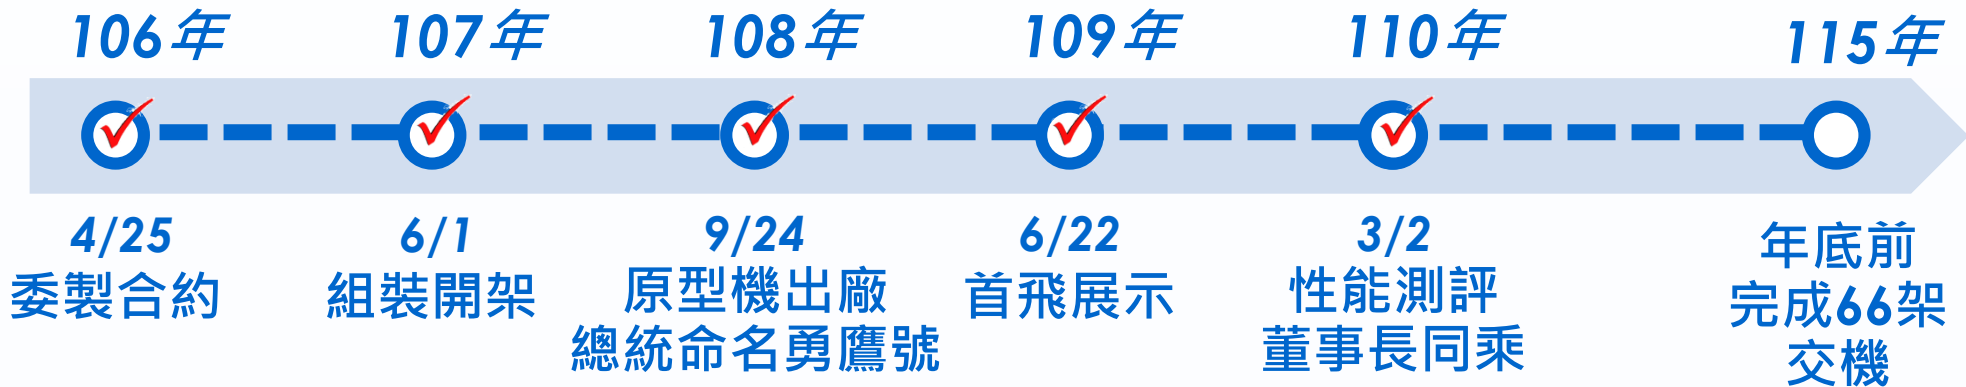 106年
107年
108年
109年
110年
115年
4/25
委製合約
6/1
組裝開架
9/24
原型機出廠
總統命名勇鷹號
6/22
首飛展示
3/2
性能測評
董事長同乘
年底前
完成66架
交機